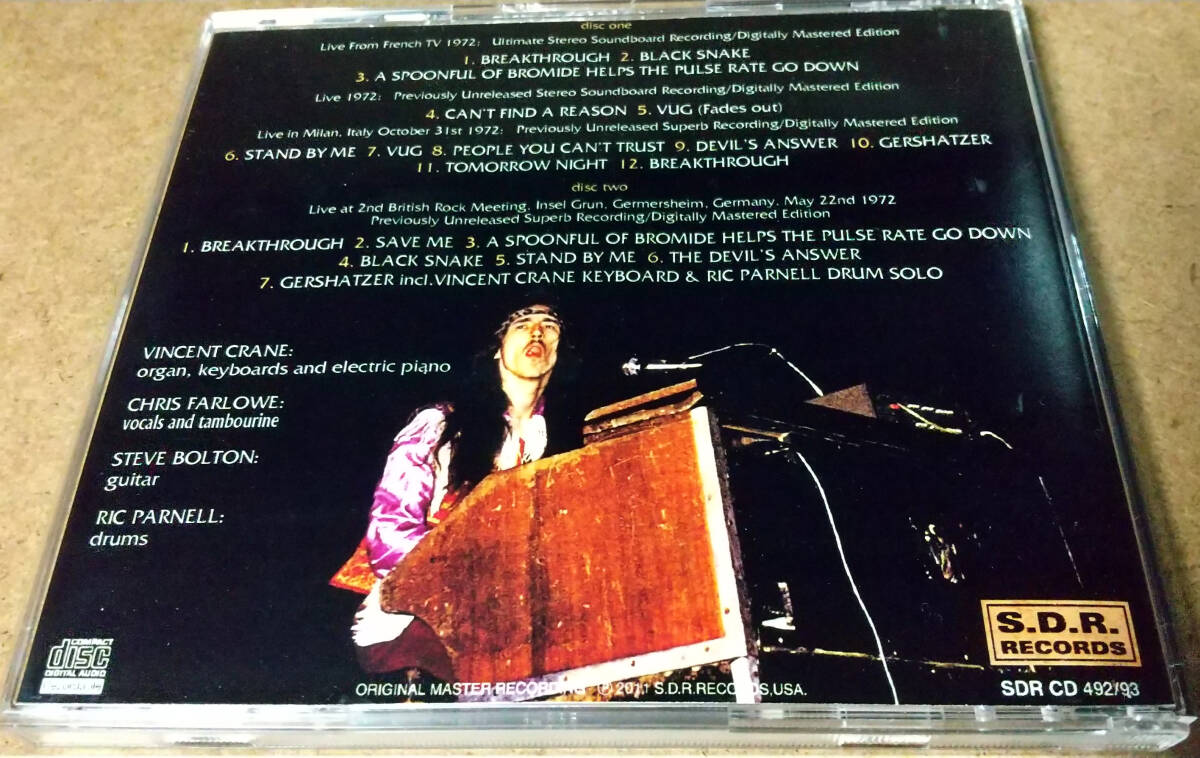 disc one
Live From French TV 1972: Ultimate Stereo Soundboard Recording/Digitally Mastered Edition
1. BREAKTHROUGH 2. BLACK SNAKE
3. A SPOONFUL OF BROMIDE HELPS THE PULSE RATE GO DOWN
Live 1972: Previously Unreleased Stereo Soundboard Recording/Digitally Mastered Edition
4. CAN'T FIND A REASON 5. VUG (Fades out)
Live in Milan, Italy October 31st 1972: Previously Unreleased Superb Recording/Digitally Mastered Edition
6. STAND BY ME 7. VUG 8. PEOPLE YOU CAN'T TRUST 9. DEVIL'S ANSWER 10. GERSHATZER
11. TOMORROW NIGHT 12. BREAKTHROUGH
disc two
Live at 2nd British Rock Meeting, Insel Grun, Germersheim, Germany, May 22nd 1972
Previously Unreleased Superb Recording/Digitally Mastered Edition
1. BREAKTHROUGH 2. SAVE ME 3. A SPOONFUL OF BROMIDE HELPS THE PULSE RATE GO DOWN
4. BLACK SNAKE 5. STAND BY ME 6. THE DEVIL'S ANSWER
7. GERSHATZER incl.VINCENT CRANE KEYBOARD & RIC PARNELL DRUM SOLO
VINCENT CRANE:
organ, keyboards and electric piano
CHRIS FARLOWE:
vocals and tambourine
STEVE BOLTON:
guitar
RIC PARNELL:
drums
COMPACT
disc
DIGITAL AUDIO
S.D.R.
RECORDS
ORIGINAL MASTER RECORDING ℗ 2011 S.D.R.RECORDS,USA.
SDR CD 492/93